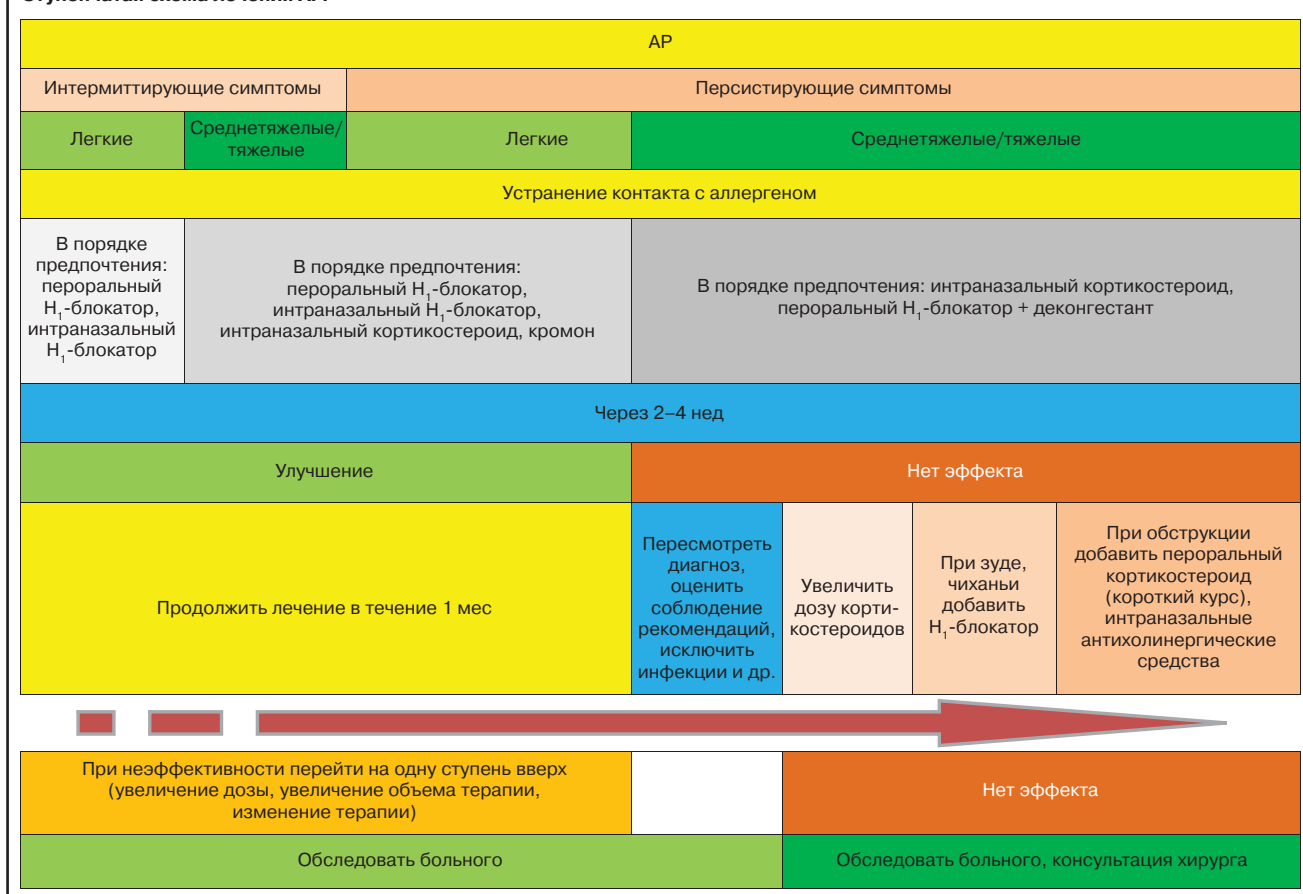 Ступенчатая схема лечения АР
АР
Интермиттирующие симптомы
Персистирующие симптомы
Легкие
Среднетяжелые/
тяжелые
Легкие
Среднетяжелые/тяжелые
Устранение контакта с аллергеном
В порядке
предпочтения:
пероральный
H₁-блокатор,
интраназальный
H₁-блокатор
В порядке предпочтения:
пероральный H₁-блокатор,
интраназальный H₁-блокатор,
интраназальный кортикостероид, кромон
В порядке предпочтения: интраназальный кортикостероид,
пероральный H₁-блокатор + деконгестант
Через 2–4 нед
Улучшение
Нет эффекта
Продолжить лечение в течение 1 мес
Пересмотреть
диагноз,
оценить
соблюдение
рекомендаций,
исключить
инфекции и др.
Увеличить
дозу корти-
костероидов
При зуде,
чиханьи
добавить
H₁-блокатор
При обструкции
добавить пероральный
кортикостероид
(короткий курс),
интраназальные
антихолинергические
средства
При неэффективности перейти на одну ступень вверх
(увеличение дозы, увеличение объема терапии,
изменение терапии)
Нет эффекта
Обследовать больного
Обследовать больного, консультация хирурга